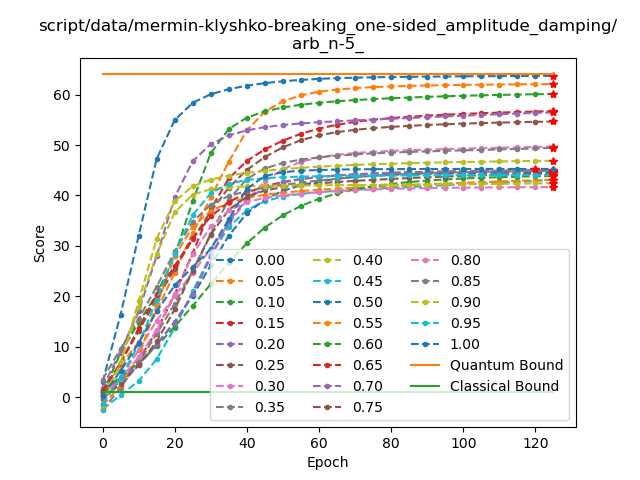 script/data/mermin-klyshko-breaking_one-sided_amplitude_damping/
arb_n-5_
Score
60
50
40
30
20
10
0
0 20 40 60 80 100 120
Epoch
0.00 0.40 0.80
0.05 0.45 0.85
0.10 0.50 0.90
0.15 0.55 0.95
0.20 0.60 1.00
0.25 0.65 Quantum Bound
0.30 0.70 Classical Bound
0.35 0.75